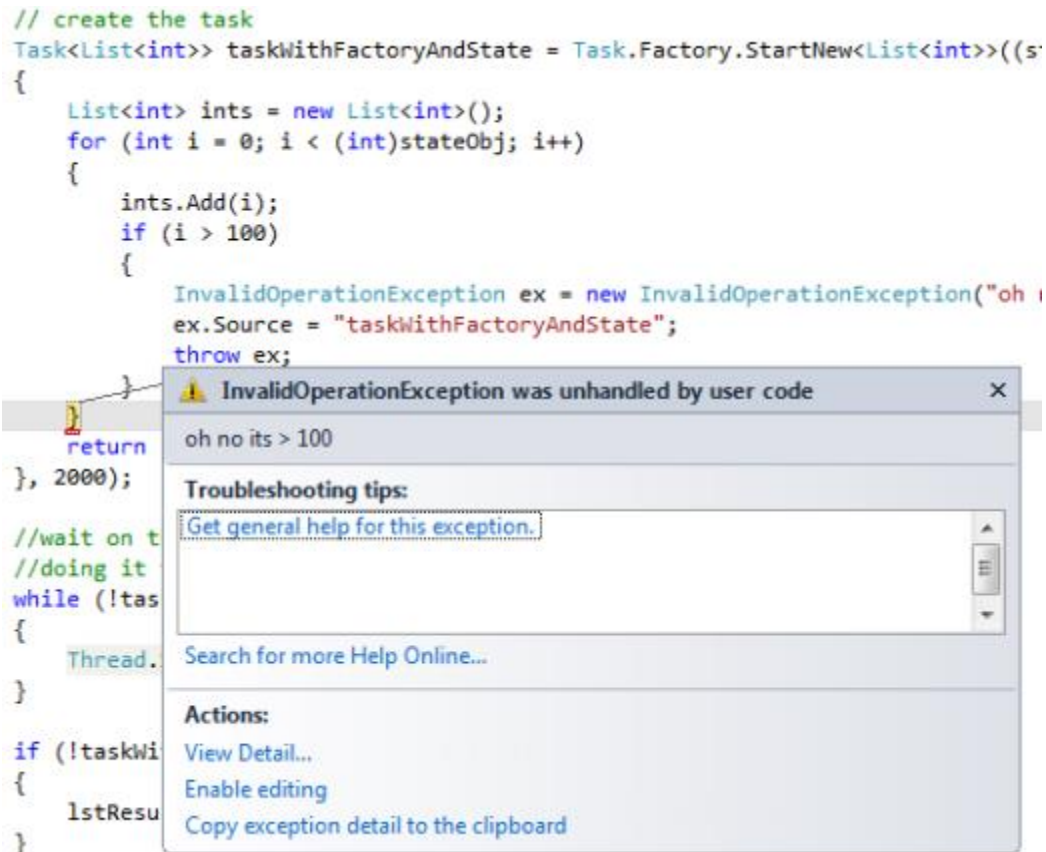 // create the task
Task<List<int>> taskWithFactoryAndState = Task.Factory.StartNew<List<int>>((
{
List<int> ints = new List<int>();
for (int i = 0; i < (int)stateObj; i++)
{
ints.Add(i);
if (i > 100)
{
InvalidOperationException ex = new InvalidOperationException("oh
ex.Source = "taskWithFactoryAndState";
throw ex;
}
}
return
}, 2000);
//wait on t
//doing it
while (!tas
{
Thread.
}
if (!taskWi
{
lstResu
}
InvalidOperationException was unhandled by user code
oh no its > 100
Troubleshooting tips:
Get general help for this exception.
Search for more Help Online...
Actions:
View Detail...
Enable editing
Copy exception detail to the clipboard